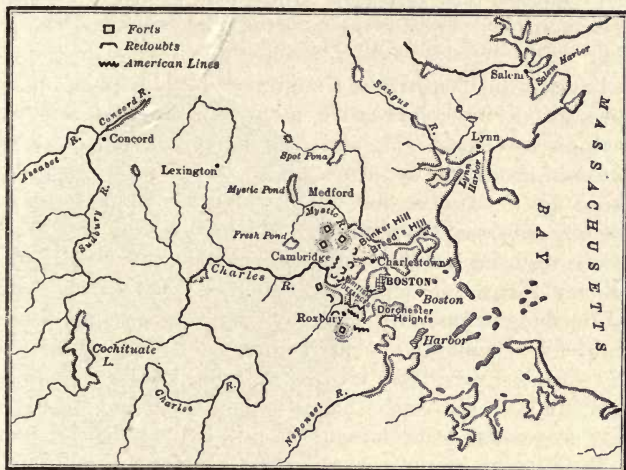 Forts
Redoubts
American Lines
Salem
Salem Harbor
Saugus R.
Concord R.
Assabet R.
Concord
Lynn
Lynn Harbor
MASSACHUSETTS BAY
Spot Pond
Lexington
Mystic Pond
Medford
Sudbury R.
Mystic R.
Fresh Pond
Bunker Hill
Breed's Hill
Cambridge
Charlestown
Charles R.
BOSTON
Boston Harbor
Roxbury
Dorchester
Heights
Cochituate
L.
Charles R.
Neponset R.